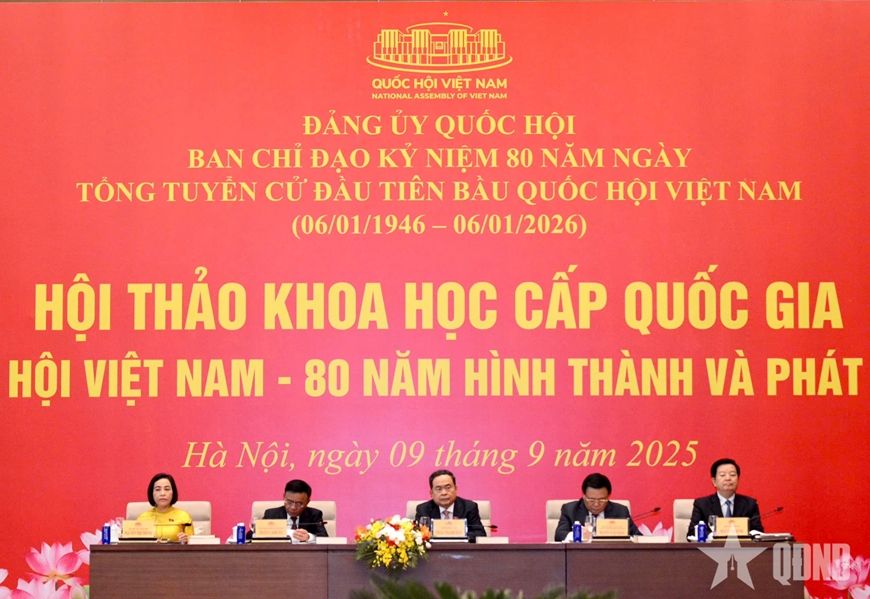 QUỐC HỘI VIỆT NAM
NATIONAL ASSEMBLY OF VIET NAM
ĐẢNG ỦY QUỐC HỘI
BAN CHỈ ĐẠO KỶ NIỆM 80 NĂM NGÀY
TỔNG TUYỂN CỬ ĐẦU TIÊN BẦU QUỐC HỘI VIỆT NAM
(06/01/1946 – 06/01/2026)
HỘI THẢO KHOA HỌC CẤP QUỐC GIA
HỘI VIỆT NAM - 80 NĂM HÌNH THÀNH VÀ PHÁT
Hà Nội, ngày 09 tháng 9 năm 2025
QĐND